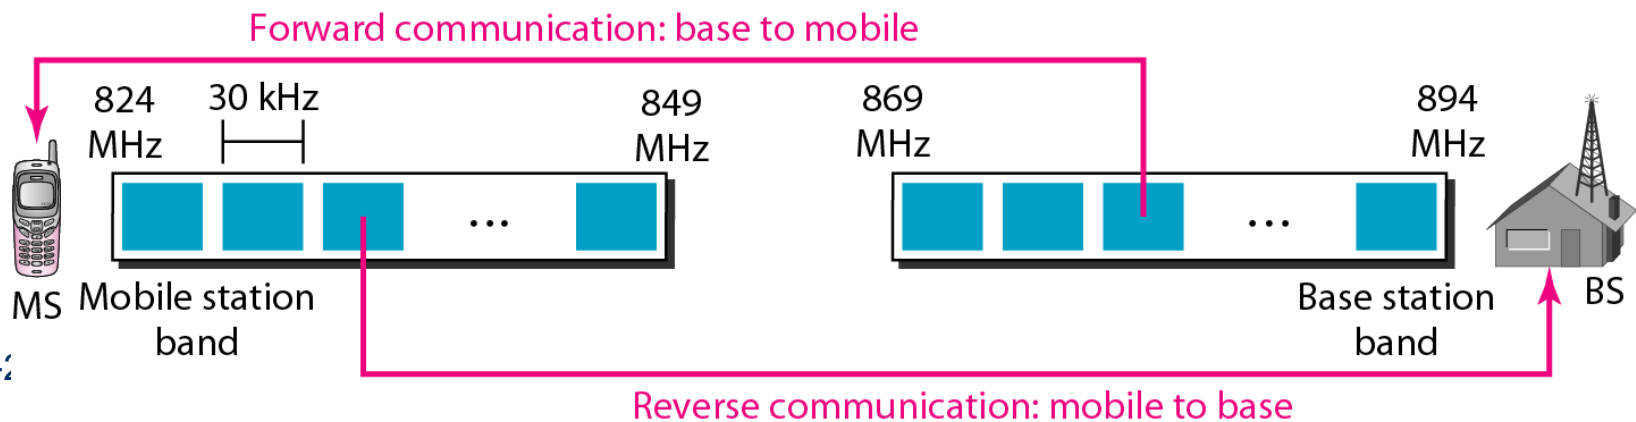 Forward communication: base to mobile
824
MHz
30 kHz
849
MHz
869
MHz
894
MHz
...
...
MS
Mobile station
band
Base station
band
BS
Reverse communication: mobile to base